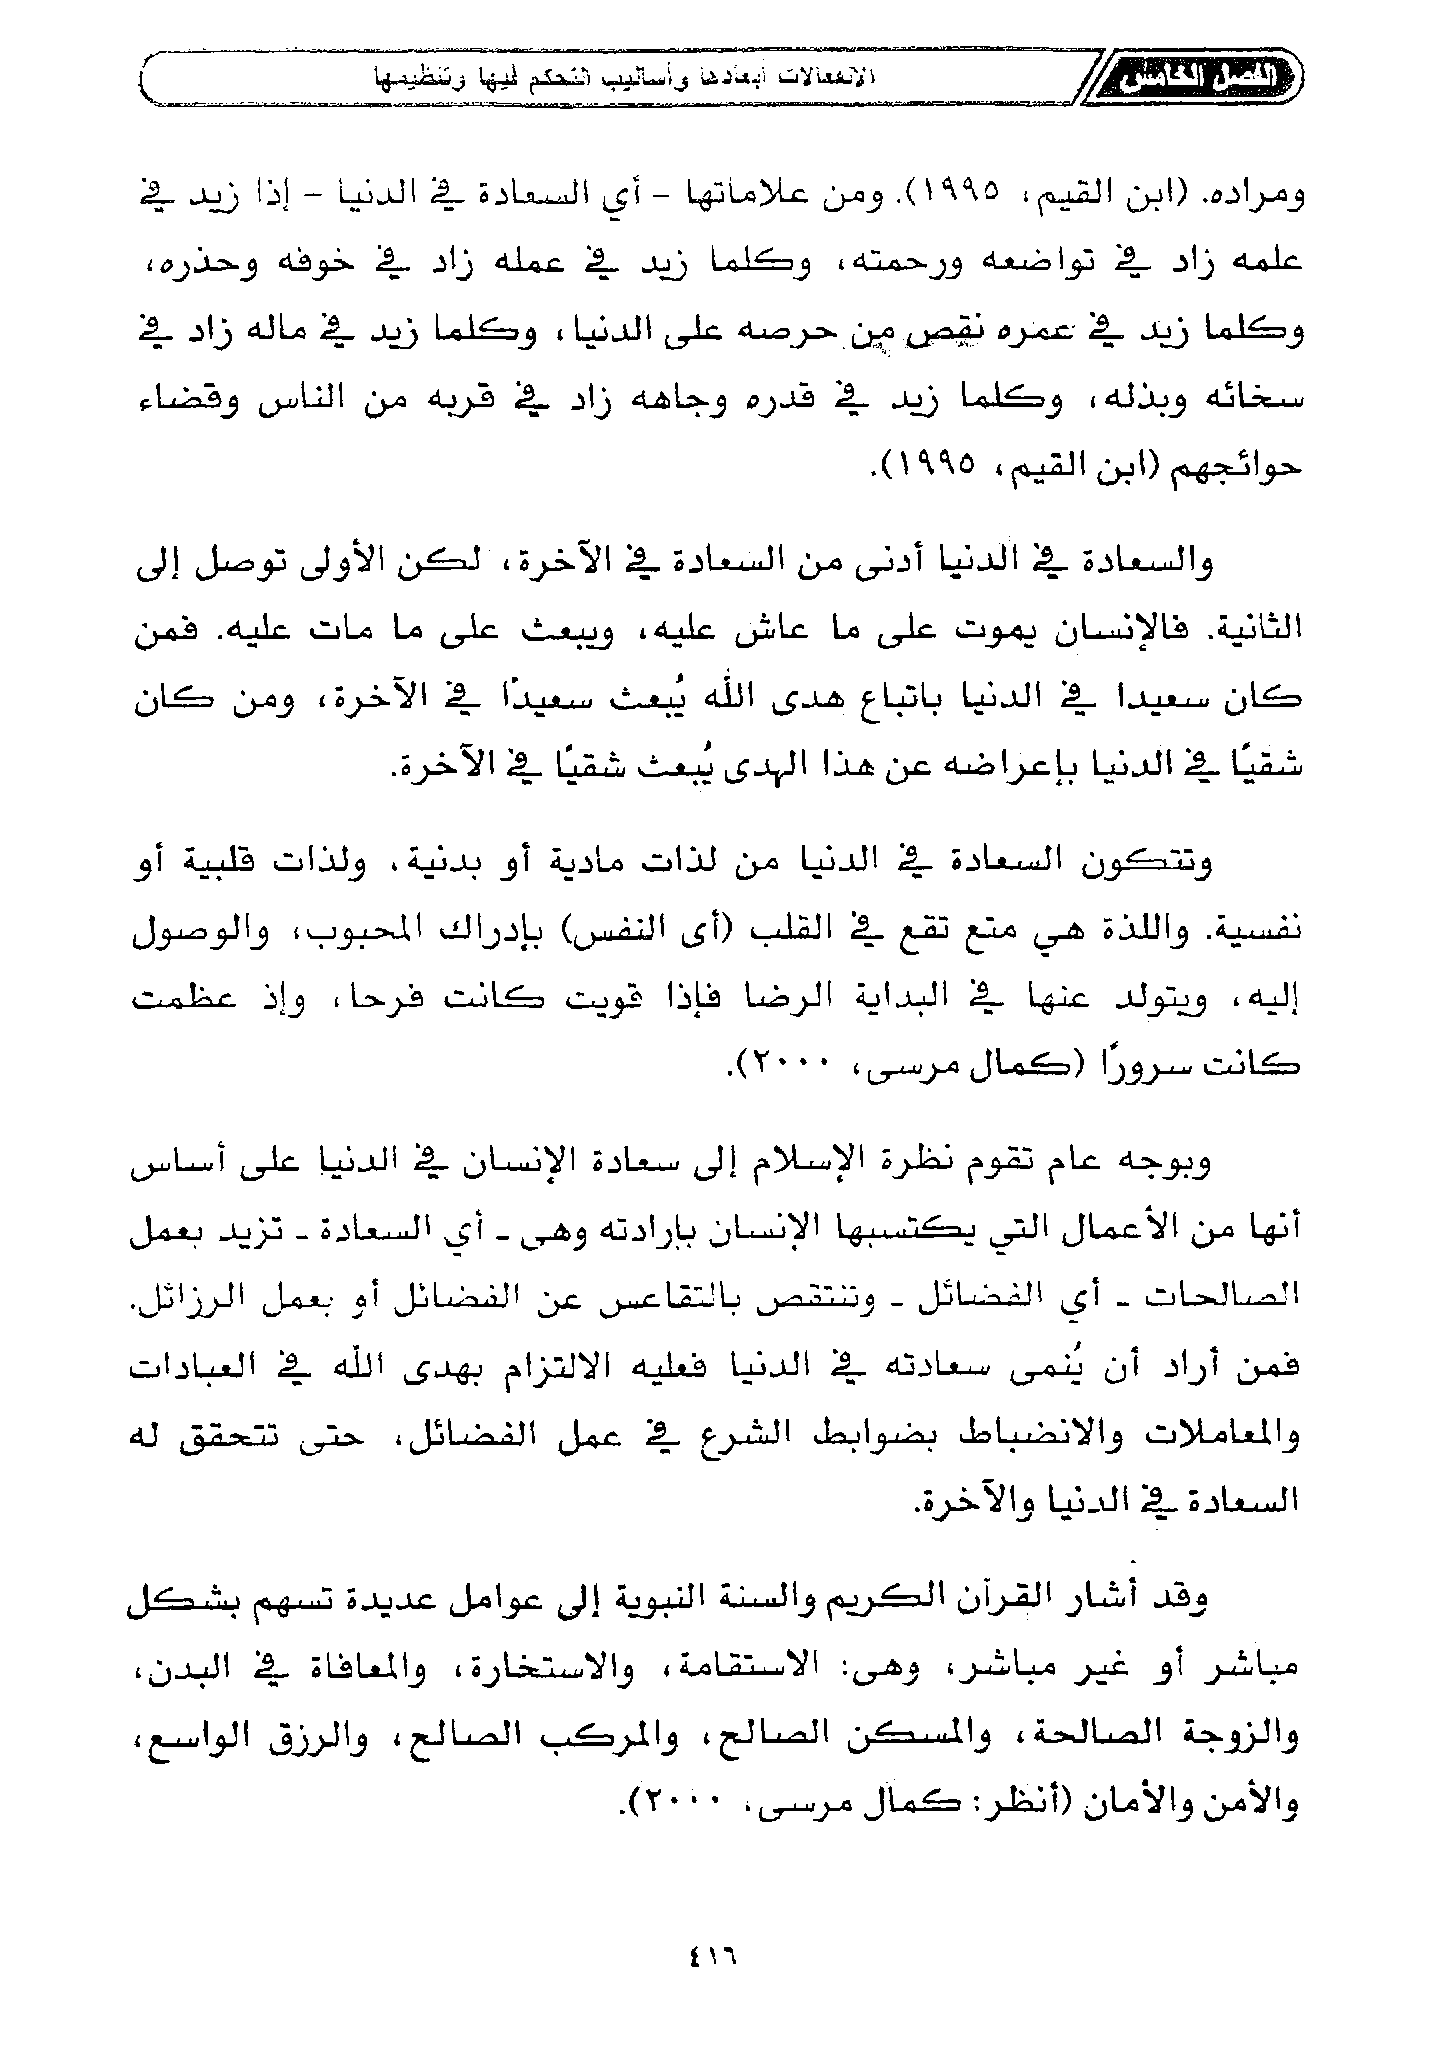 الفصل الخامس
الانفعالات أبعادها وأساليب التحكم فيها وتنظيمها
ومراده. (ابن القيم، ١٩٩٥). ومن علاماتها - أي السعادة في الدنيا - إذا زيد في
علمه زاد في تواضعه ورحمته، وكلما زيد في عمله زاد في خوفه وحذره،
وكلما زيد في عمره نقص من حرصه على الدنيا، وكلما زيد في ماله زاد في
سخائه وبذله، وكلما زيد في قدره وجاهه زاد في قربه من الناس وقضاء
حوائجهم (ابن القيم، ١٩٩٥).
والسعادة في الدنيا أدنى من السعادة في الآخرة، لكن الأولى توصل إلى
الثانية. فالإنسان يموت على ما عاش عليه، ويبعث على ما مات عليه. فمن
كان سعيدا في الدنيا باتباع هدى الله يُبعث سعيدًا في الآخرة، ومن كان
شقيًا في الدنيا بإعراضه عن هذا الهدى يُبعث شقيًا في الآخرة.
وتتكون السعادة في الدنيا من لذات مادية أو بدنية، ولذات قلبية أو
نفسية. واللذة هي متع تقع في القلب (أى النفس) بإدراك المحبوب، والوصول
إليه، ويتولد عنها في البداية الرضا فإذا قويت كانت فرحا، وإذ عظمت
كانت سرورًا (كمال مرسى، ٢٠٠٠).
وبوجه عام تقوم نظرة الإسلام إلى سعادة الإنسان في الدنيا على أساس
أنها من الأعمال التي يكتسبها الإنسان بإرادته وهى - أي السعادة - تزيد بعمل
الصالحات - أي الفضائل - وتنتقص بالتقاعس عن الفضائل أو بعمل الرزائل.
فمن أراد أن يُنمى سعادته في الدنيا فعليه الالتزام بهدى الله في العبادات
والمعاملات والانضباط بضوابط الشرع في عمل الفضائل، حتى تتحقق له
السعادة في الدنيا والآخرة.
وقد أشار القرآن الكريم والسنة النبوية إلى عوامل عديدة تسهم بشكل
مباشر أو غير مباشر، وهى: الاستقامة، والاستخارة، والمعافاة في البدن،
والزوجة الصالحة، والمسكن الصالح، والمركب الصالح، والرزق الواسع،
والأمن والأمان (أنظر: كمال مرسى، ٢٠٠٠).
٤١٦